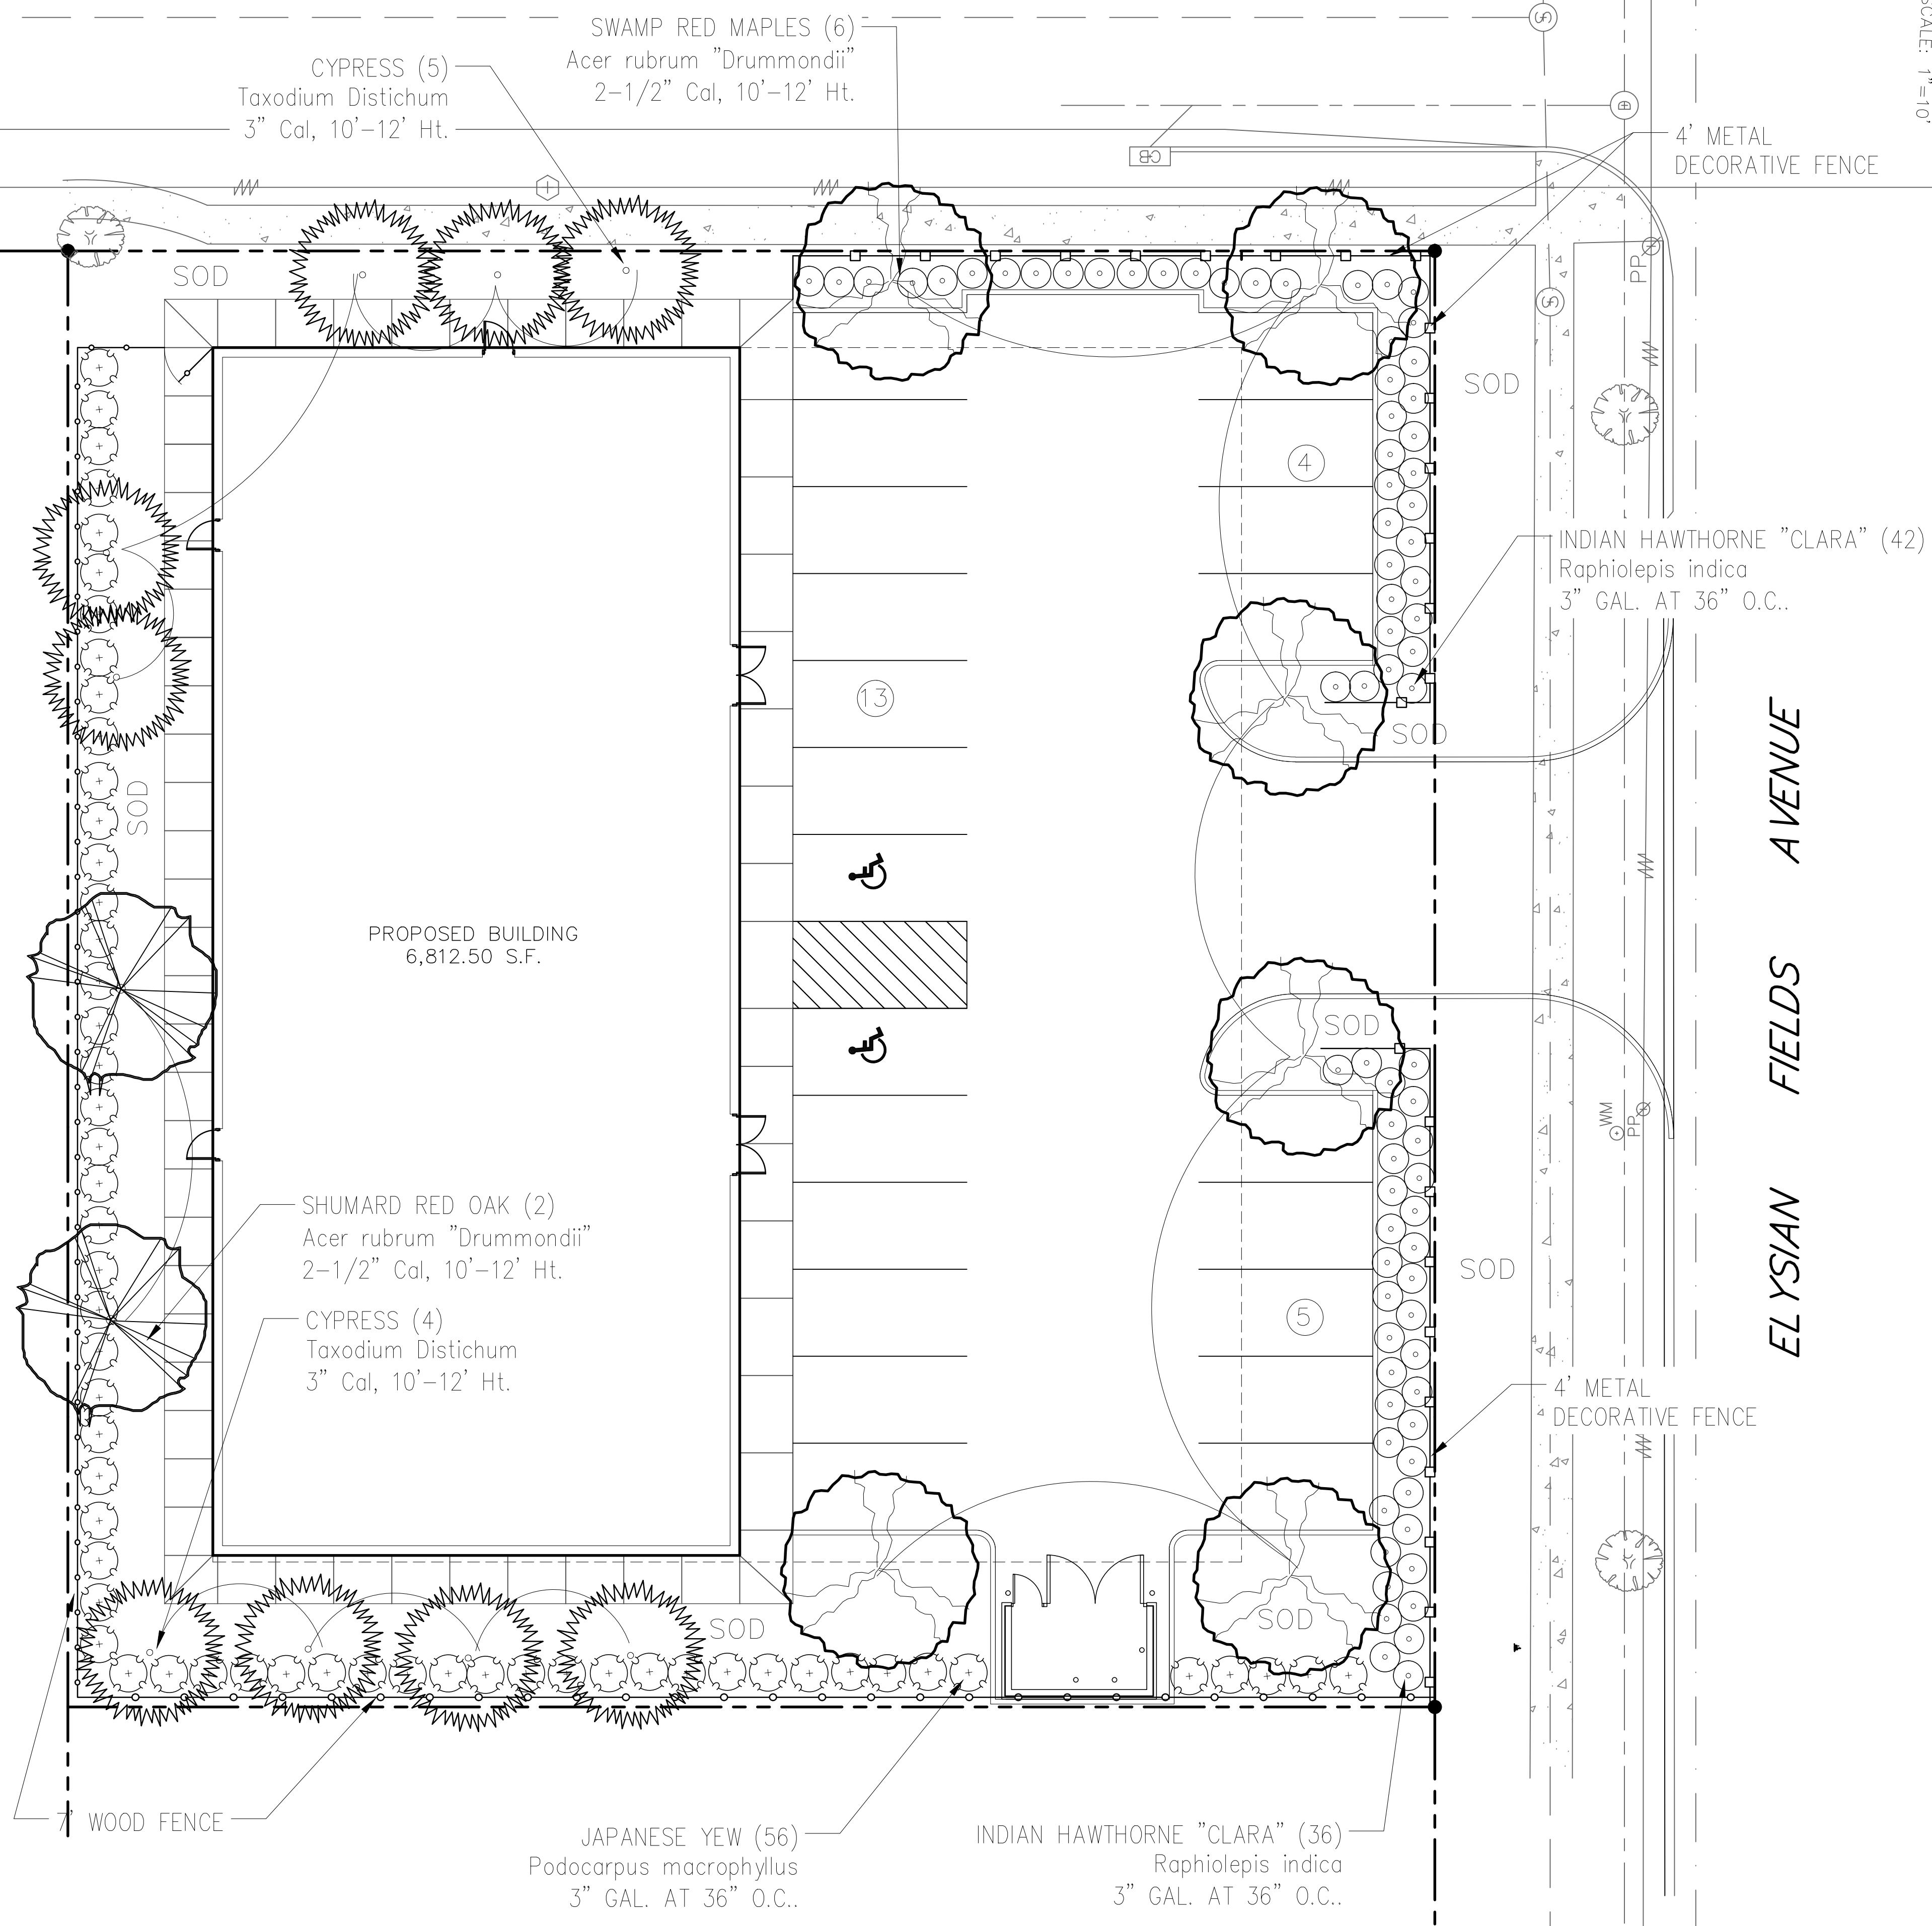 SCALE: 1"=10'
SWAMP RED MAPLES (6)
Acer rubrum "Drummondii"
2-1/2" Cal, 10'-12' Ht.
CYPRESS (5)
Taxodium Distichum
3" Cal, 10'-12' Ht.
4' METAL
DECORATIVE FENCE
CB
D
PP
SOD
SOD
4
INDIAN HAWTHORNE "CLARA" (42)
Raphiolepis indica
3" GAL. AT 36" O.C..
13
SOD
SOD
PROPOSED BUILDING
6,812.50 S.F.
SOD
WM
PP
ELYSIAN FIELDS AVENUE
SHUMARD RED OAK (2)
Acer rubrum "Drummondii"
2-1/2" Cal, 10'-12' Ht.
SOD
5
CYPRESS (4)
Taxodium Distichum
3" Cal, 10'-12' Ht.
4' METAL
DECORATIVE FENCE
SOD
SOD
7' WOOD FENCE
JAPANESE YEW (56)
Podocarpus macrophyllus
3" GAL. AT 36" O.C..
INDIAN HAWTHORNE "CLARA" (36)
Raphiolepis indica
3" GAL. AT 36" O.C..